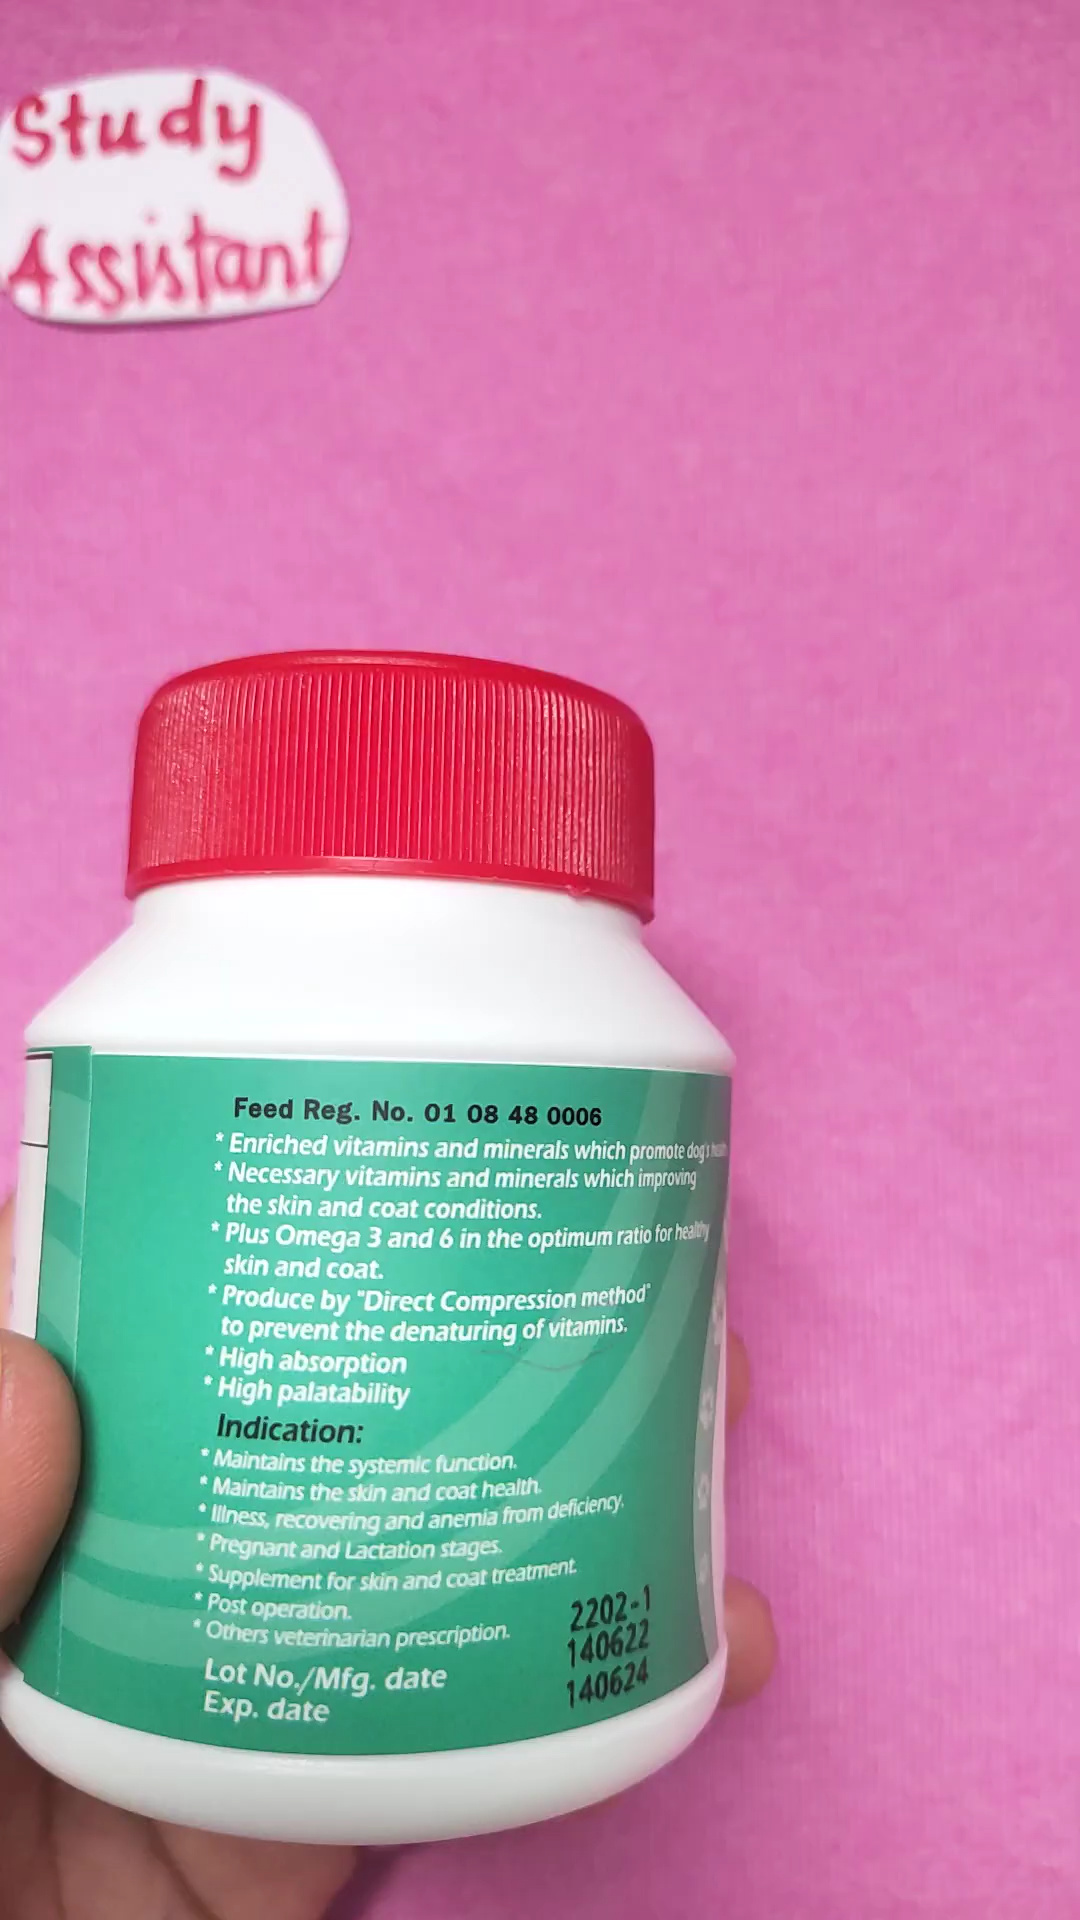 Study
Assistant
Feed Reg. No. 01 08 48 0006
* Enriched vitamins and minerals which promote dog's health
* Necessary vitamins and minerals which improving
the skin and coat conditions.
* Plus Omega 3 and 6 in the optimum ratio for healthy
skin and coat.
* Produce by "Direct Compression method"
to prevent the denaturing of vitamins.
* High absorption
* High palatability
Indication:
* Maintains the systemic function.
* Maintains the skin and coat health.
* Illness, recovering and anemia from deficiency.
* Pregnant and Lactation stages.
* Supplement for skin and coat treatment.
* Post operation.
* Others veterinarian prescription.
2202-1
Lot No./Mfg. date 140622
Exp. date 140624